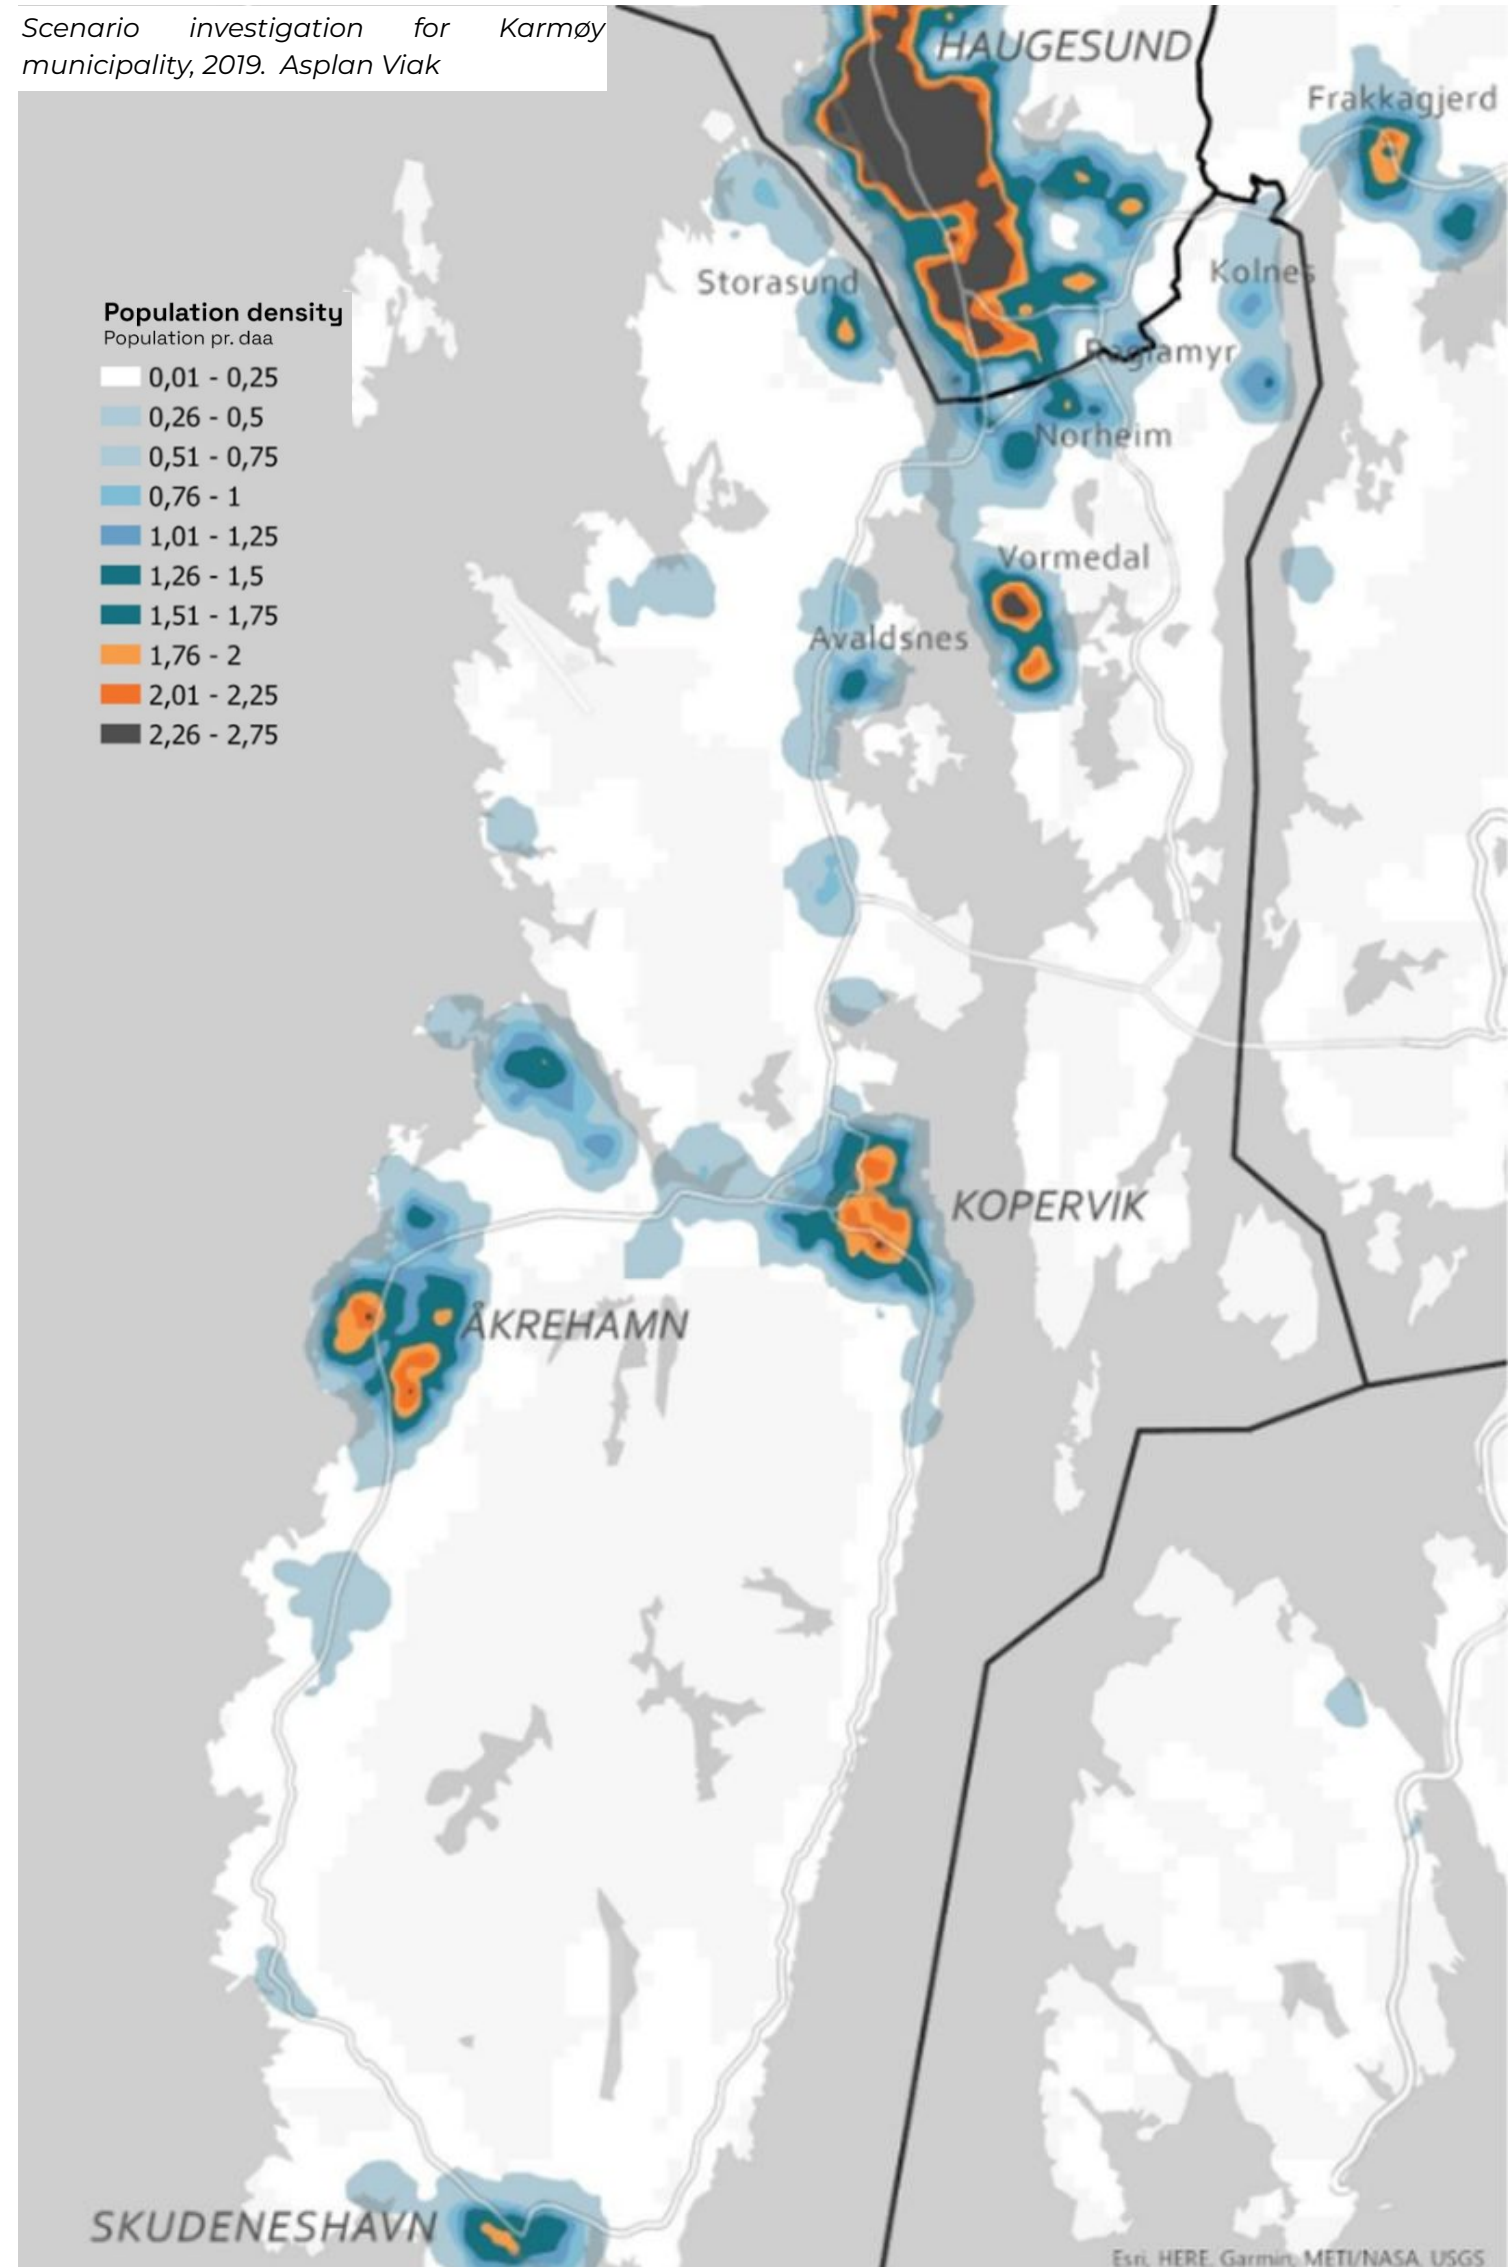 Scenario investigation for Karmøy
municipality, 2019. Asplan Viak
HAUGESUND
Frakkagjerd
Kolnes
Storasund
Raglamyr
Norheim
Vormedal
Avaldsnes
KOPERVIK
ÅKREHAMN
SKUDENESHAVN
Population density
Population pr. daa
0,01 - 0,25
0,26 - 0,5
0,51 - 0,75
0,76 - 1
1,01 - 1,25
1,26 - 1,5
1,51 - 1,75
1,76 - 2
2,01 - 2,25
2,26 - 2,75
Esri, HERE, Garmin, METI/NASA, USGS